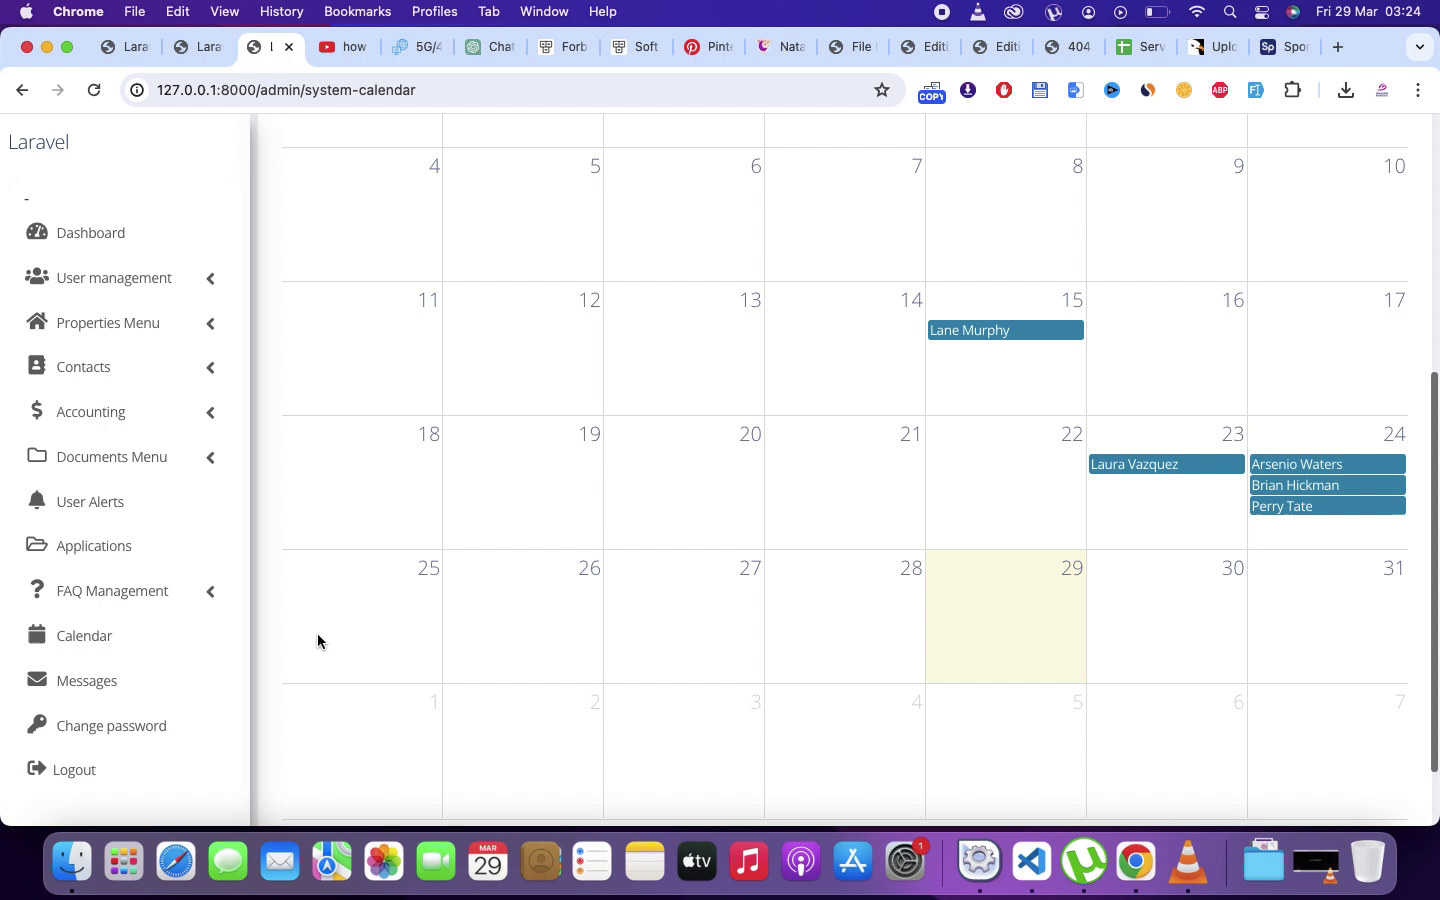 Chrome File Edit View History Bookmarks Profiles Tab Window Help Fri 29 Mar 03:24
Lara Lara how 5G/4 Chat Forb Soft Pinte Nata File Editi Editi 404 Serv Uplo Sp Spo
127.0.0.1:8000/admin/system-calendar COPY ABP
Laravel
-
Dashboard
User management
Properties Menu
Contacts
Accounting
Documents Menu
User Alerts
Applications
FAQ Management
Calendar
Messages
Change password
Logout
4 5 6 7 8 9 10
11 12 13 14 15 16 17
Lane Murphy
18 19 20 21 22 23 24
Laura Vazquez Arsenio Waters
Brian Hickman
Perry Tate
25 26 27 28 29 30 31
1 2 3 4 5 6 7
MAR
29
tv
1